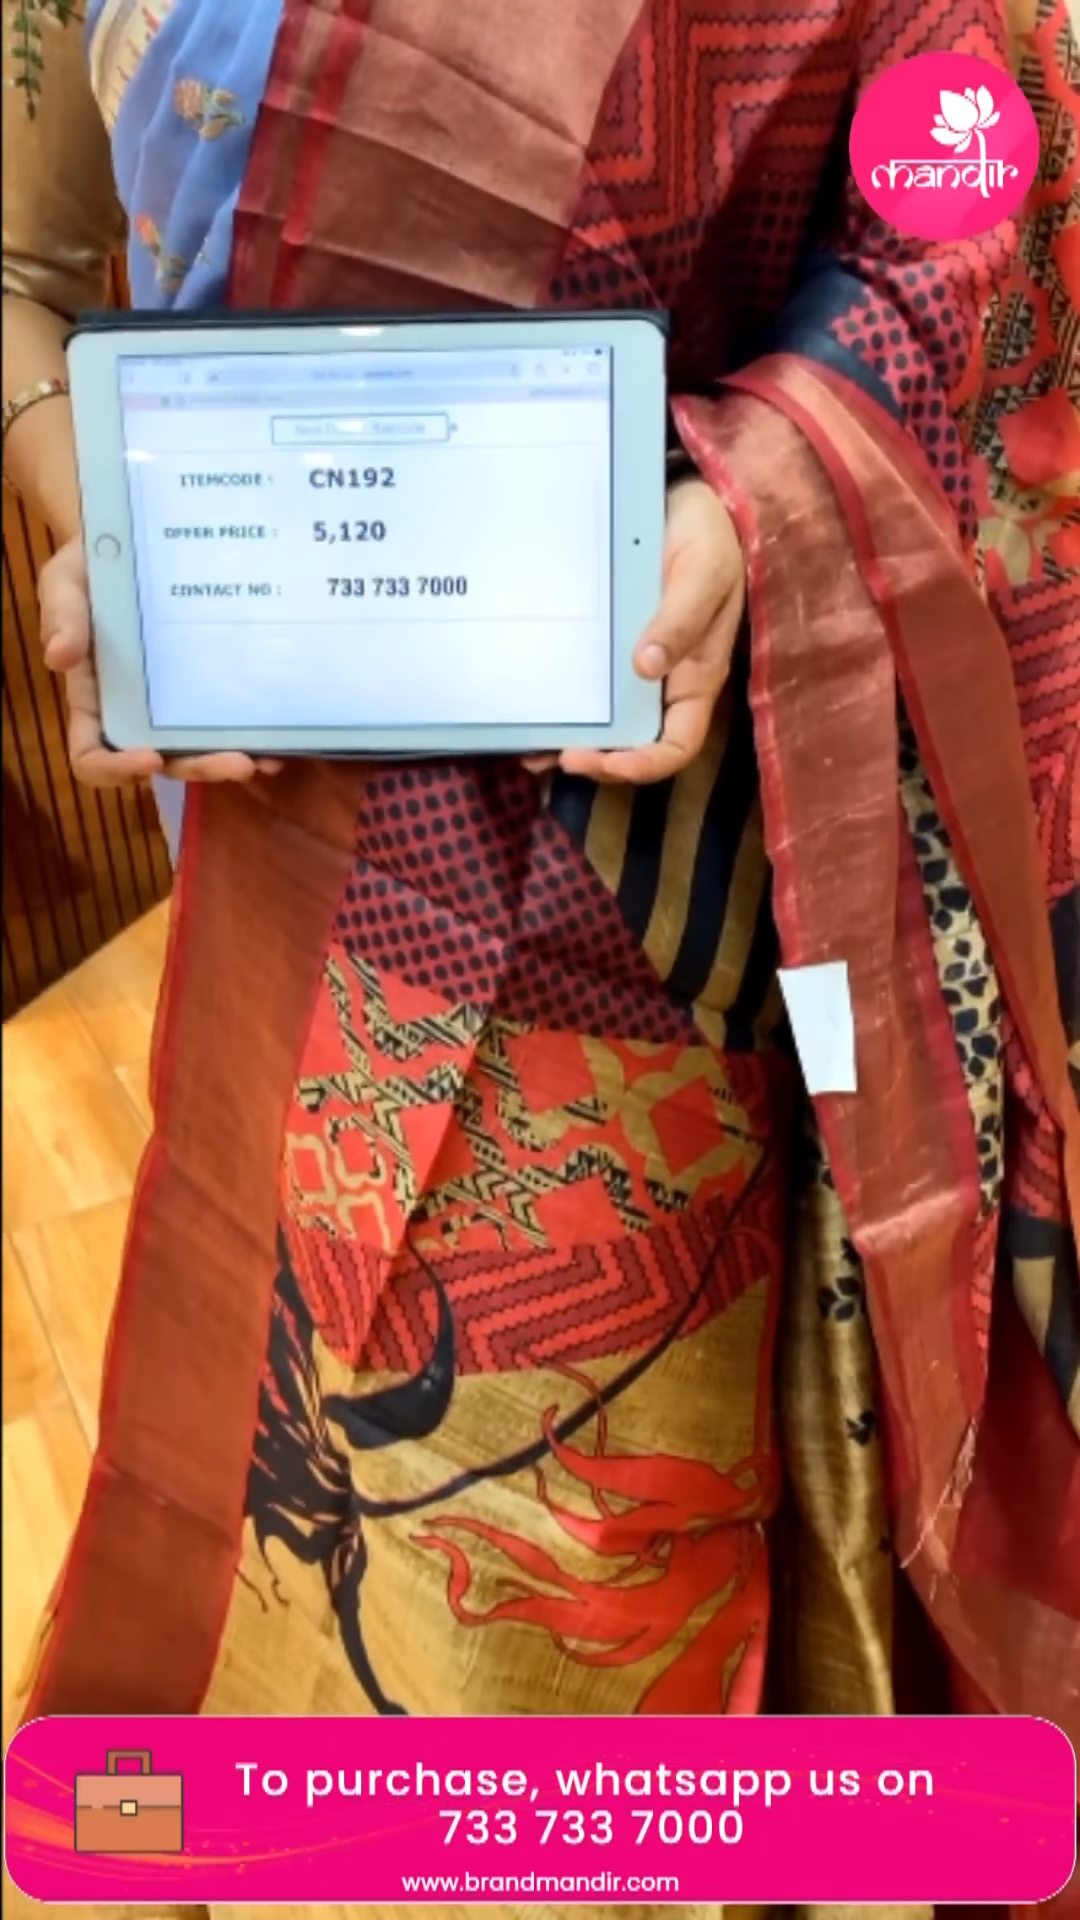 mandir
ITEMCODE : CN192
OFFER PRICE : 5,120
CONTACT NO : 733 733 7000
To purchase, whatsapp us on
733 733 7000
www.brandmandir.com